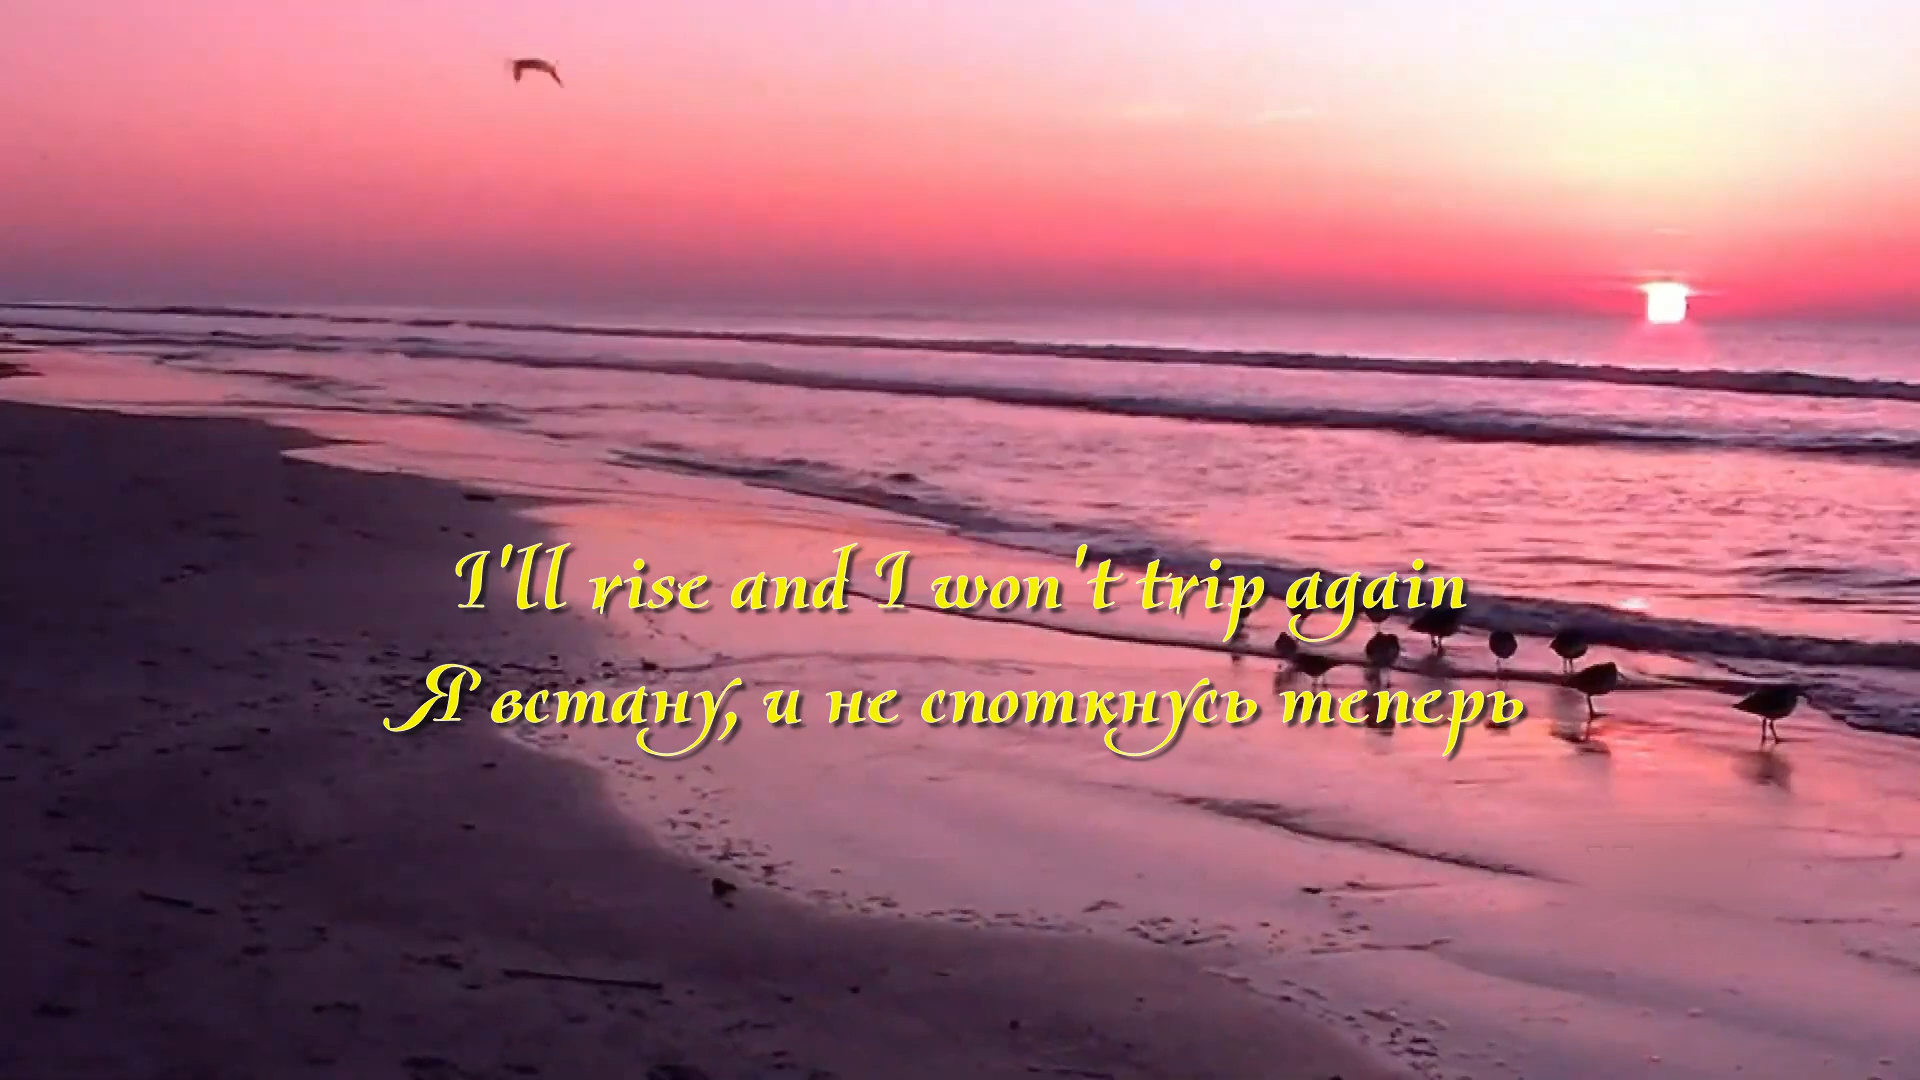 I'll rise and I won't trip again
Я встану, и не споткнусь теперь